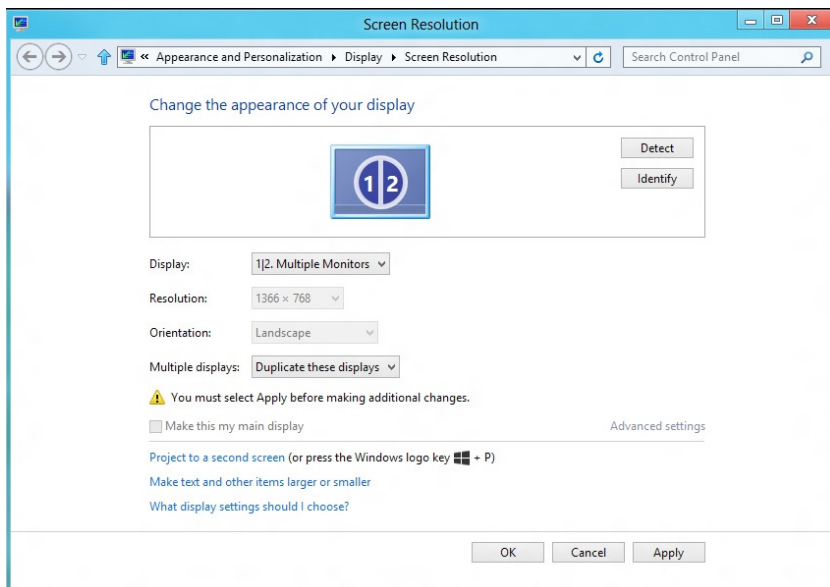 Screen Resolution
« Appearance and Personalization Display Screen Resolution
Search Control Panel
Change the appearance of your display
1 2
Detect
Identify
Display: 1|2. Multiple Monitors
Resolution: 1366 × 768
Orientation: Landscape
Multiple displays: Duplicate these displays
You must select Apply before making additional changes.
Make this my main display Advanced settings
Project to a second screen (or press the Windows logo key + P)
Make text and other items larger or smaller
What display settings should I choose?
OK Cancel Apply